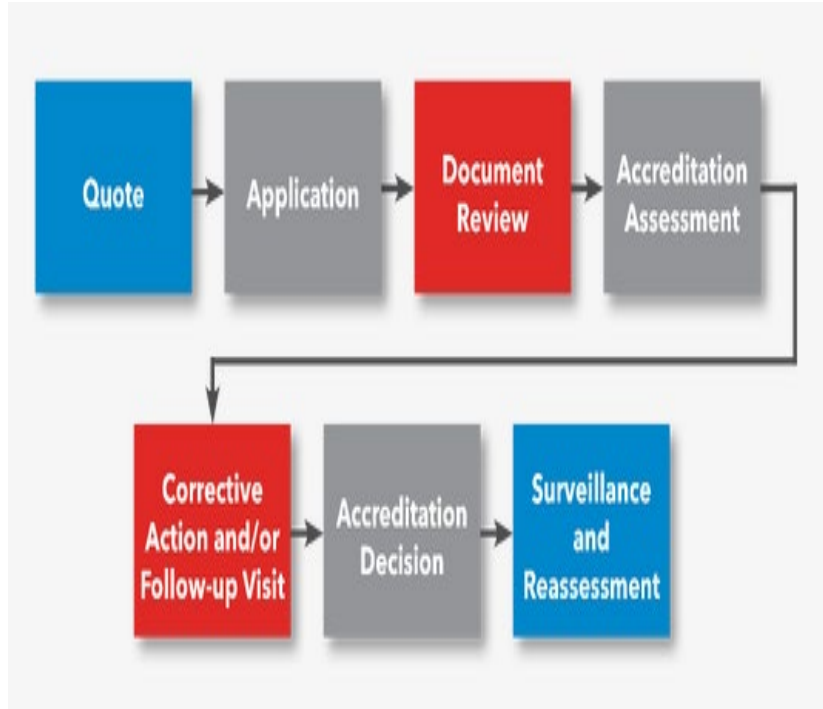 Quote
Application
Document
Review
Accreditation
Assessment
Corrective
Action and/or
Follow-up Visit
Accreditation
Decision
Surveillance
and
Reassessment